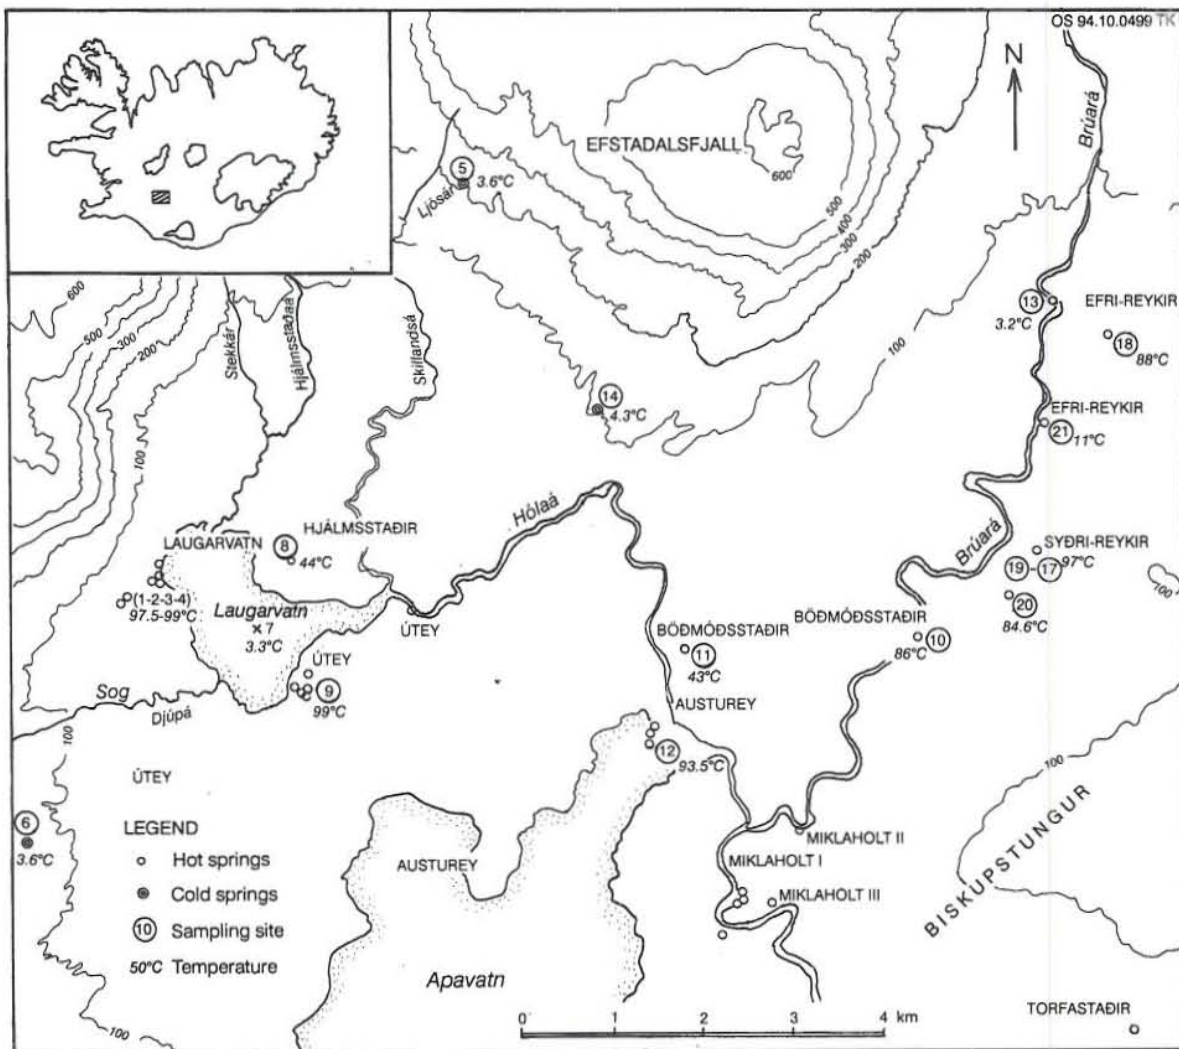 OS 94.10.0499 TK
N
Brúará
EFSTADALSFJALL
600
500
400
300
200
5
3.6°C
Ljósár
600
500
300
200
Stekkár
Hjálmsstaðaá
Skillandsá
100
13
3.2°C
EFRI-REYKIR
18
88°C
14
4.3°C
EFRI-REYKIR
21
11°C
100
Hólaá
Brúará
LAUGARVATN
8
HJÁLMSSTAÐIR
44°C
SYÐRI-REYKIR
19 - 17
97°C
20
84.6°C
100
(1-2-3-4)
97.5-99°C
Laugarvatn
x 7
3.3°C
ÚTEY
BÖÐMÓÐSSTAÐIR
11
43°C
BÖÐMÓÐSSTAÐIR
10
86°C
ÚTEY
9
99°C
Sog
Djúpá
AUSTUREY
100
ÚTEY
12
93.5°C
100
BISKUPSTUNGUR
6
3.6°C
LEGEND
Hot springs
Cold springs
10 Sampling site
50°C Temperature
AUSTUREY
MIKLAHOLT II
MIKLAHOLT I
MIKLAHOLT III
Apavatn
100
0 1 2 3 4 km
TORFASTAÐIR